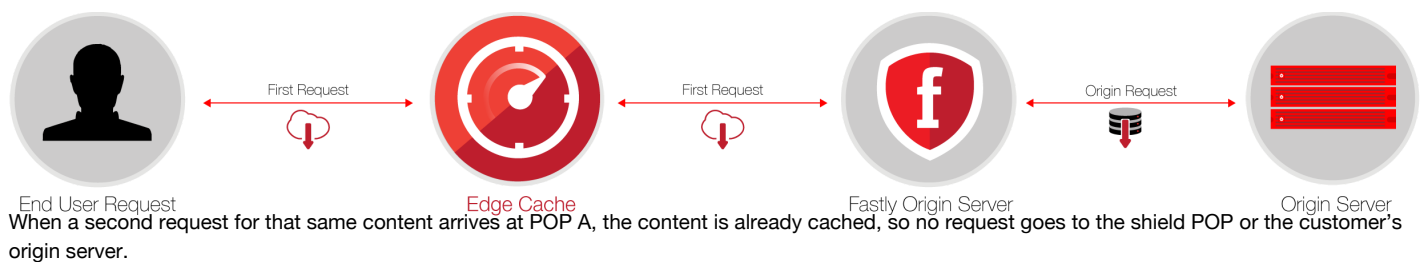 First Request
First Request
Origin Request
End User Request
Edge Cache
Fastly Origin Server
Origin Server
When a second request for that same content arrives at POP A, the content is already cached, so no request goes to the shield POP or the customer’s
origin server.